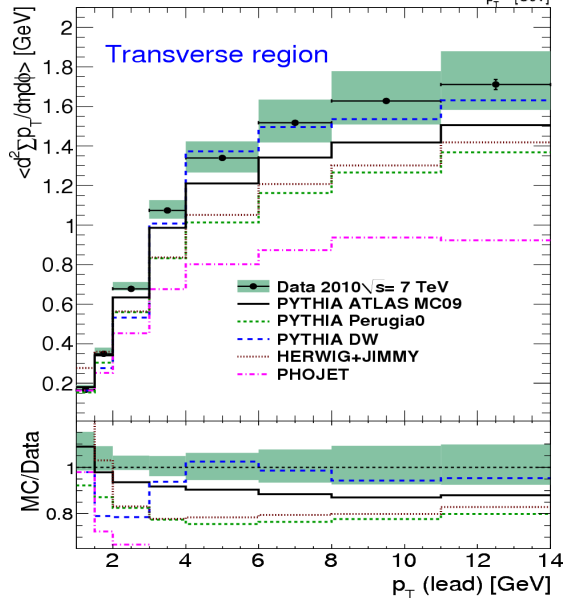 p_T [GeV]
<d²Σp_T/dηdϕ> [GeV]
Transverse region
2
1.8
1.6
1.4
1.2
1
0.8
0.6
0.4
0.2
Data 2010 √s= 7 TeV
PYTHIA ATLAS MC09
PYTHIA Perugia0
PYTHIA DW
HERWIG+JIMMY
PHOJET
MC/Data
1
0.8
2 4 6 8 10 12 14
p_T (lead) [GeV]